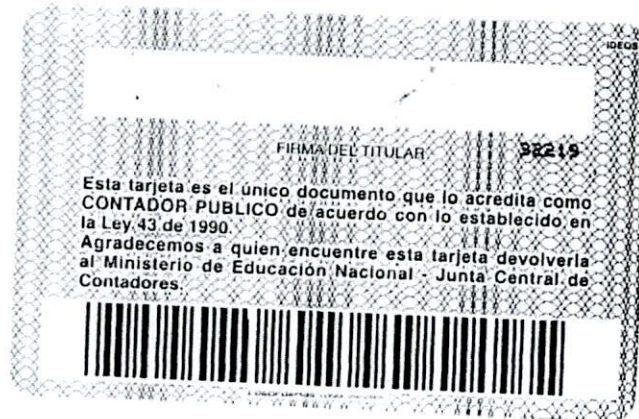 IDEOS
FIRMA DEL TITULAR 38219
Esta tarjeta es el único documento que lo acredita como
CONTADOR PUBLICO de acuerdo con lo establecido en
la Ley 43 de 1990.
Agradecemos a quien encuentre esta tarjeta devolverla
al Ministerio de Educación Nacional - Junta Central de
Contadores.